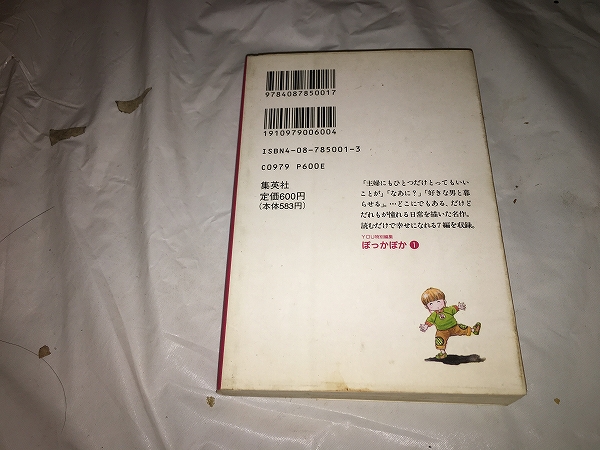 9784087850017
1910979006004
ISBN4-08-785001-3
C0979 P600E
集英社
定価600円
(本体583円)
「主婦にもひとつだけとってもいい
ことが」「なあに?」「好きな男と暮
らせる」。…どこにでもある、だけど
だれもが憧れる日常を描いた名作。
読むだけで幸せになれる7編を収録。
YOU特別編集
ぽっかぽか 1